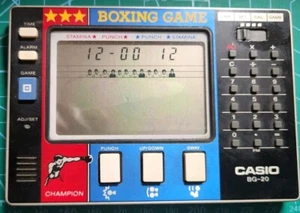 ★★★ BOXING GAME
TIME
STAMINA PUNCH PUNCH STAMINA
ALARM
12-00 12
GAME
ADJ/SET
PUNCH UP/DOWN SWAY
CHAMPION
CASIO
BG-20